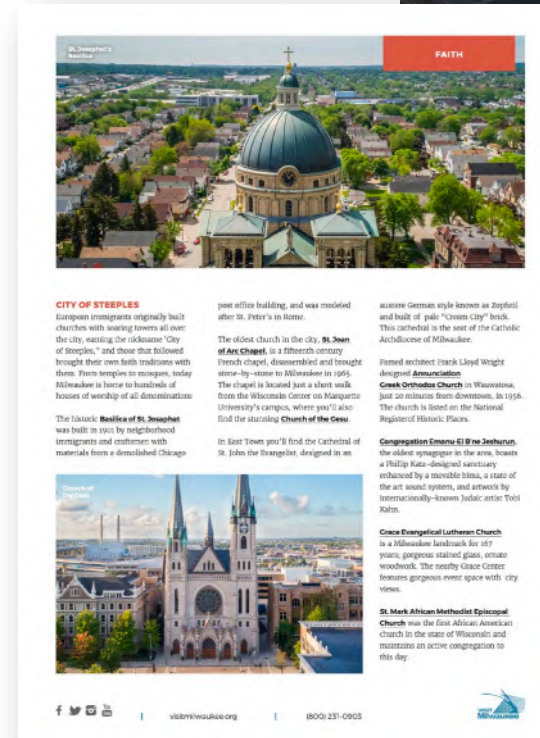 St. Josaphat's
Basilica
FAITH
CITY OF STEEPLES
European immigrants originally built
churches with soaring towers all over
the city, earning the nickname 'City
of Steeples," and those that followed
brought their own faith traditions with
them. From temples to mosques, today
Milwaukee is home to hundreds of
houses of worship of all denominations
The historic Basilica of St. Josaphat
was built in 1901 by neighborhood
immigrants and craftsmen with
materials from a demolished Chicago
post office building, and was modeled
after St. Peter's in Rome.
The oldest church in the city, St. Joan
of Arc Chapel, is a fifteenth century
French chapel, disassembled and brought
stone-by-stone to Milwaukee in 1965.
The chapel is located just a short walk
from the Wisconsin Center on Marquette
University's campus, where you'll also
find the stunning Church of the Gesu.
In East Town you'll find the Cathedral of
St. John the Evangelist, designed in an
austere German style known as Zopfstil
and built of pale "Cream City" brick.
This cathedral is the seat of the Catholic
Archdiocese of Milwaukee.
Famed architect Frank Lloyd Wright
designed Annunciation
Greek Orthodox Church in Wauwatosa,
just 20 minutes from downtown, in 1956.
The church is listed on the National
Register of Historic Places.
Congregation Emanu-El B'ne Jeshurun,
the oldest synagogue in the area, boasts
a Phillip Katz-designed sanctuary
enhanced by a movable bima, a state of
the art sound system, and artwork by
internationally-known Judaic artist Tobi
Kahn.
Grace Evangelical Lutheran Church
is a Milwaukee landmark for 167
years; gorgeous stained glass, ornate
woodwork. The nearby Grace Center
features gorgeous event space with city
views.
St. Mark African Methodist Episcopal
Church was the first African American
church in the state of Wisconsin and
maintains an active congregation to
this day.
Church of
the Gesu
visitmilwaukee.org
(800) 231-0903
VISIT
Milwaukee